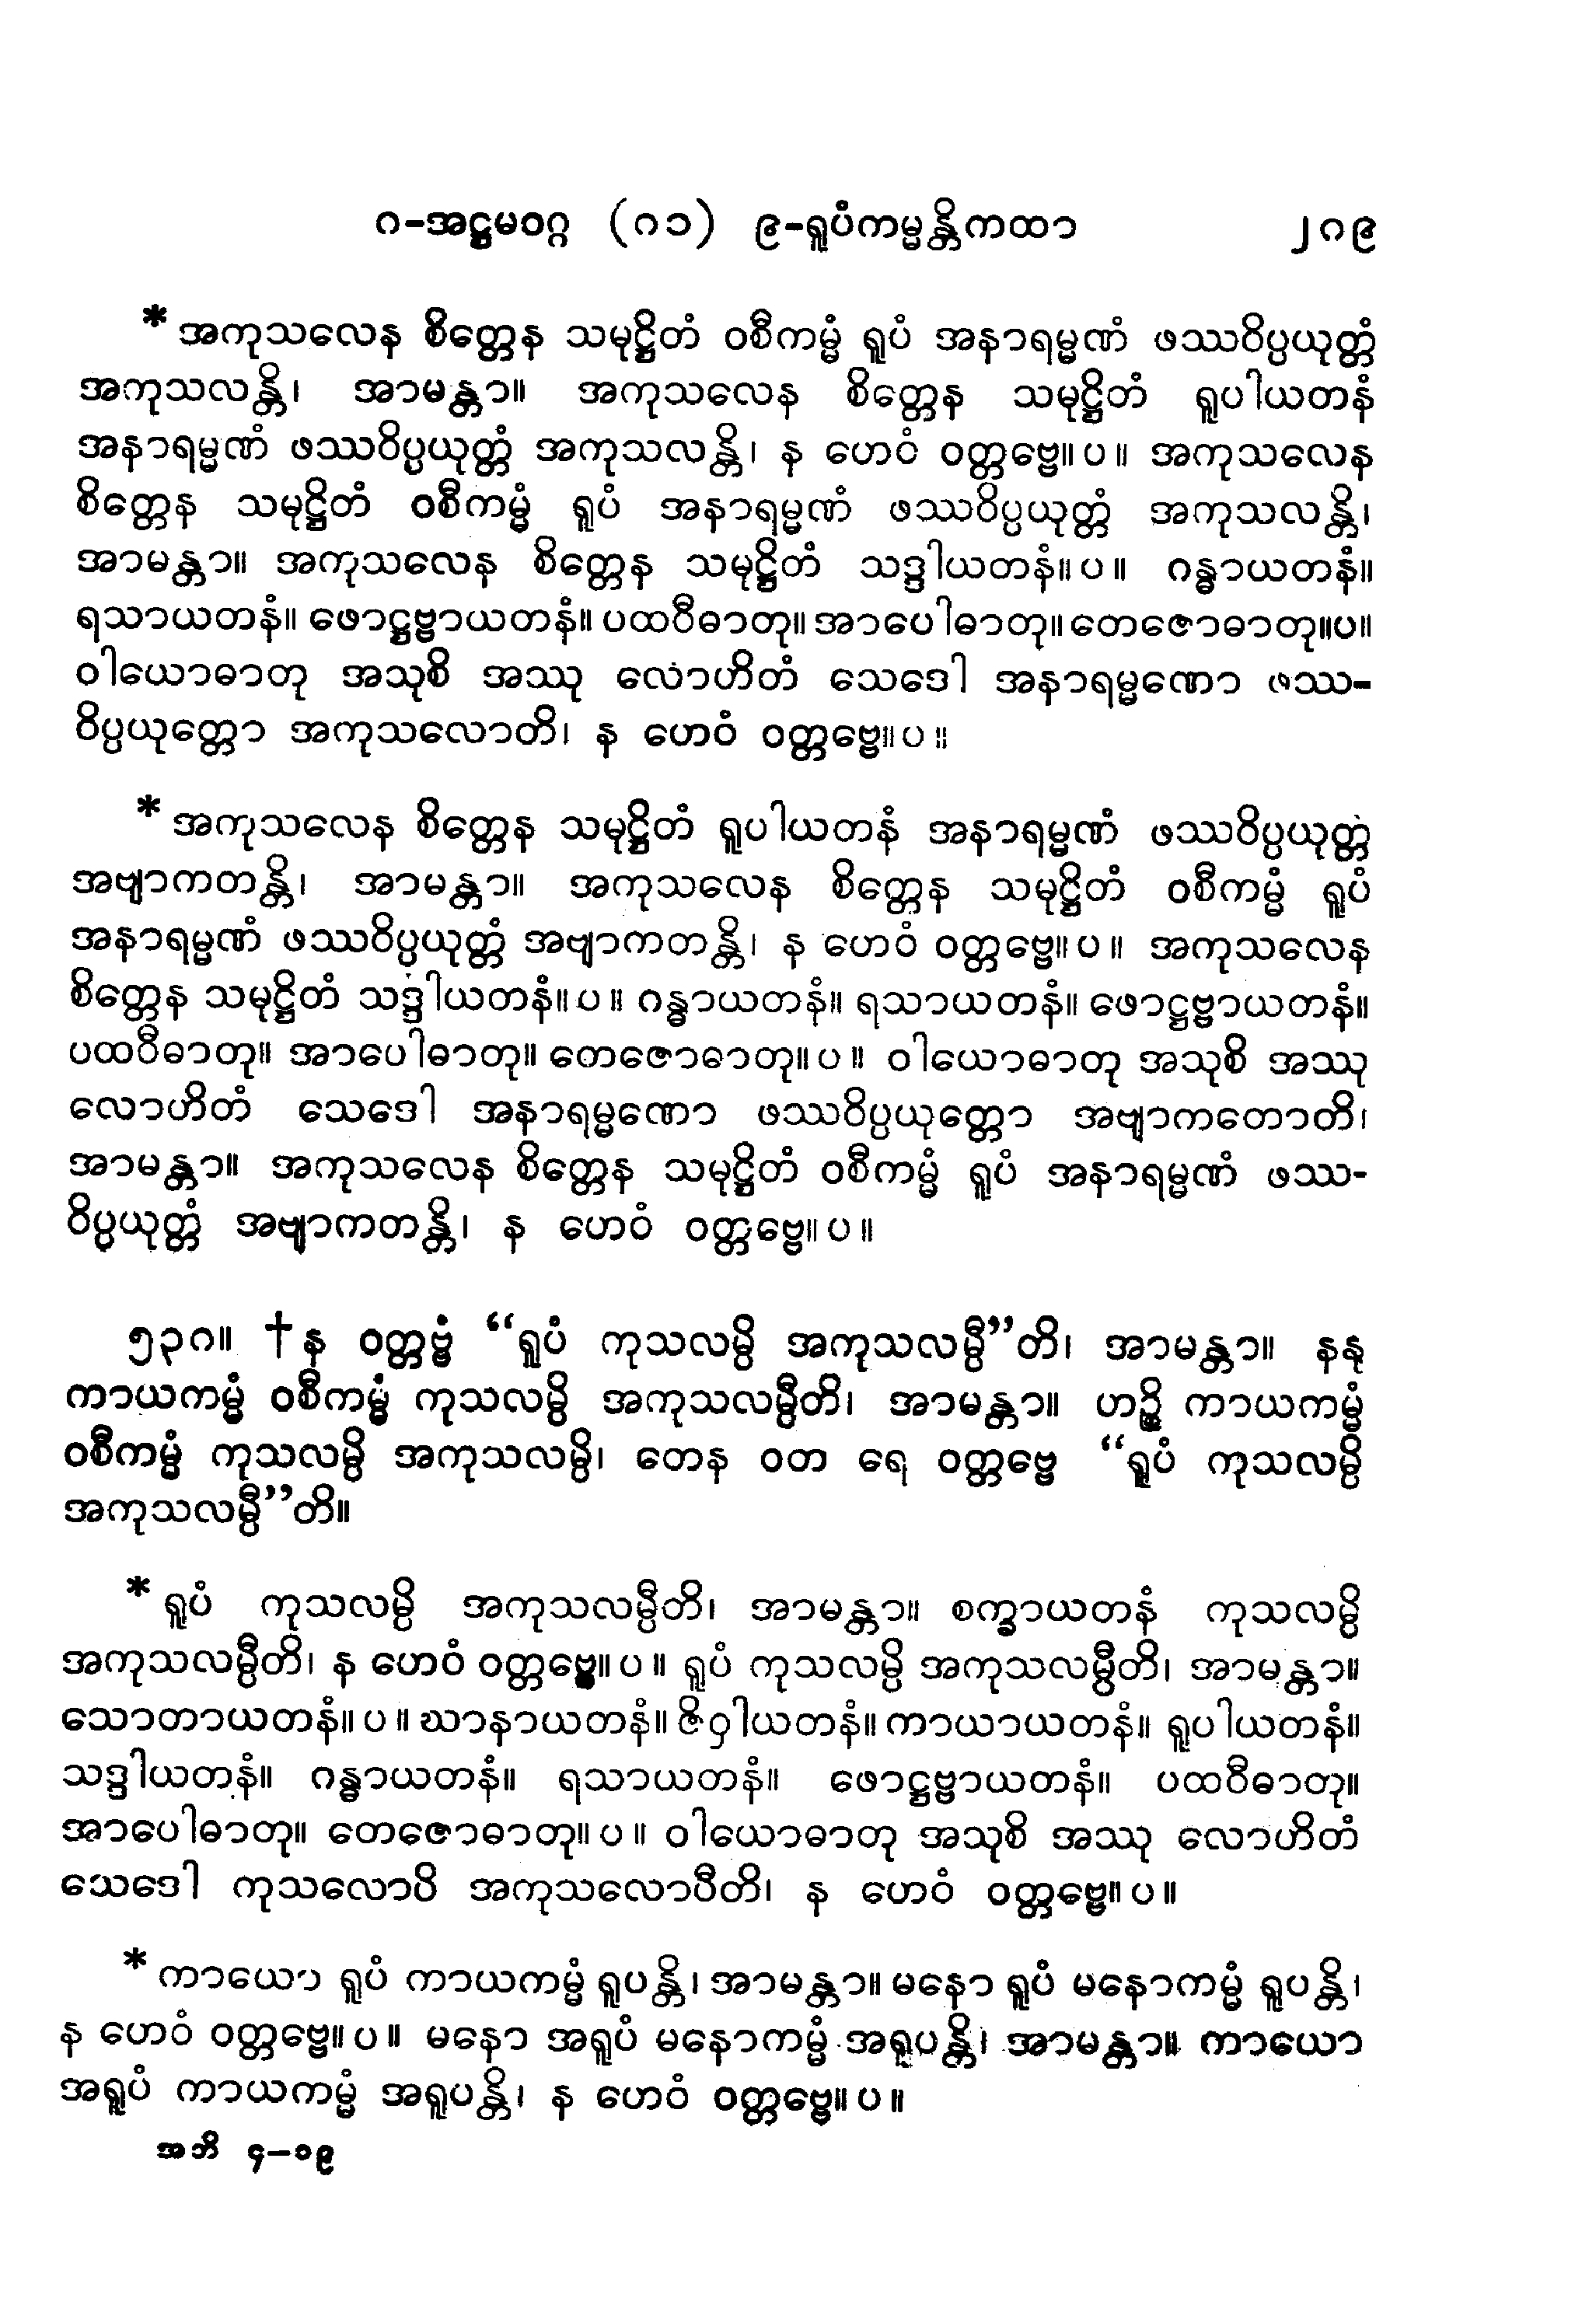 ဂ-အဋ္ဌမဝဂ္ဂ (ဂ၁) ၉-ရူပံကမ္မန္တိကထာ ၂ဂ၉
* အကုသလေန စိတ္တေန သမုဋ္ဌိတံ ဝစီကမ္မံ ရူပံ အနာရမ္မဏံ ဖဿဝိပ္ပယုတ္တံ
အကုသလန္တိ၊ အာမန္တာ။ အကုသလေန စိတ္တေန သမုဋ္ဌိတံ ရူပါယတနံ
အနာရမ္မဏံ ဖဿဝိပ္ပယုတ္တံ အကုသလန္တိ၊ န ဟေဝံ ဝတ္တဗ္ဗေ။ ပ ။ အကုသလေန
စိတ္တေန သမုဋ္ဌိတံ ဝစီကမ္မံ ရူပံ အနာရမ္မဏံ ဖဿဝိပ္ပယုတ္တံ အကုသလန္တိ၊
အာမန္တာ။ အကုသလေန စိတ္တေန သမုဋ္ဌိတံ သဒ္ဒါယတနံ။ ပ ။ ဂန္ဓာယတနံ။
ရသာယတနံ။ ဖောဋ္ဌဗ္ဗာယတနံ။ ပထဝီဓာတု။ အာပေါဓာတု။ တေဇောဓာတု။ပ။
ဝါယောဓာတု အသုစိ အဿု လောဟိတံ သေဒေါ အနာရမ္မဏော ဖဿ-
ဝိပ္ပယုတ္တော အကုသလောတိ၊ န ဟေဝံ ဝတ္တဗ္ဗေ။ ပ ။
* အကုသလေန စိတ္တေန သမုဋ္ဌိတံ ရူပါယတနံ အနာရမ္မဏံ ဖဿဝိပ္ပယုတ္တံ
အဗျာကတန္တိ၊ အာမန္တာ။ အကုသလေန စိတ္တေန သမုဋ္ဌိတံ ဝစီကမ္မံ ရူပံ
အနာရမ္မဏံ ဖဿဝိပ္ပယုတ္တံ အဗျာကတန္တိ၊ န ဟေဝံ ဝတ္တဗ္ဗေ။ ပ ။ အကုသလေန
စိတ္တေန သမုဋ္ဌိတံ သဒ္ဒါယတနံ။ ပ ။ ဂန္ဓာယတနံ။ ရသာယတနံ။ ဖောဋ္ဌဗ္ဗာယတနံ။
ပထဝီဓာတု။ အာပေါဓာတု။ တေဇောဓာတု။ ပ ။ ဝါယောဓာတု အသုစိ အဿု
လောဟိတံ သေဒေါ အနာရမ္မဏော ဖဿဝိပ္ပယုတ္တော အဗျာကတောတိ၊
အာမန္တာ။ အကုသလေန စိတ္တေန သမုဋ္ဌိတံ ဝစီကမ္မံ ရူပံ အနာရမ္မဏံ ဖဿ-
ဝိပ္ပယုတ္တံ အဗျာကတန္တိ၊ န ဟေဝံ ဝတ္တဗ္ဗေ။ ပ ။
၅၃ဂ။ † န ဝတ္တဗ္ဗံ “ရူပံ ကုသလမ္ပိ အကုသလမ္ပီ”တိ၊ အာမန္တာ။ နနု
ကာယကမ္မံ ဝစီကမ္မံ ကုသလမ္ပိ အကုသလမ္ပီတိ၊ အာမန္တာ။ ဟဉ္စိ ကာယကမ္မံ
ဝစီကမ္မံ ကုသလမ္ပိ အကုသလမ္ပိ၊ တေန ဝတ ရေ ဝတ္တဗ္ဗေ “ရူပံ ကုသလမ္ပိ
အကုသလမ္ပီ”တိ။
* ရူပံ ကုသလမ္ပိ အကုသလမ္ပီတိ၊ အာမန္တာ။ စက္ခာယတနံ ကုသလမ္ပိ
အကုသလမ္ပီတိ၊ န ဟေဝံ ဝတ္တဗ္ဗေ။ ပ ။ ရူပံ ကုသလမ္ပိ အကုသလမ္ပီတိ၊ အာမန္တာ။
သောတာယတနံ။ ပ ။ ဃာနာယတနံ။ ဇိဝှါယတနံ။ ကာယာယတနံ။ ရူပါယတနံ။
သဒ္ဒါယတနံ။ ဂန္ဓာယတနံ။ ရသာယတနံ။ ဖောဋ္ဌဗ္ဗာယတနံ။ ပထဝီဓာတု။
အာပေါဓာတု။ တေဇောဓာတု။ ပ ။ ဝါယောဓာတု အသုစိ အဿု လောဟိတံ
သေဒေါ ကုသလောပိ အကုသလောပီတိ၊ န ဟေဝံ ဝတ္တဗ္ဗေ။ ပ ။
* ကာယော ရူပံ ကာယကမ္မံ ရူပန္တိ၊ အာမန္တာ။ မနော ရူပံ မနောကမ္မံ ရူပန္တိ၊
န ဟေဝံ ဝတ္တဗ္ဗေ။ ပ ။ မနော အရူပံ မနောကမ္မံ အရူပန္တိ၊ အာမန္တာ။ ကာယော
အရူပံ ကာယကမ္မံ အရူပန္တိ၊ န ဟေဝံ ဝတ္တဗ္ဗေ။ ပ ။
အဘိ ၄-၁၉